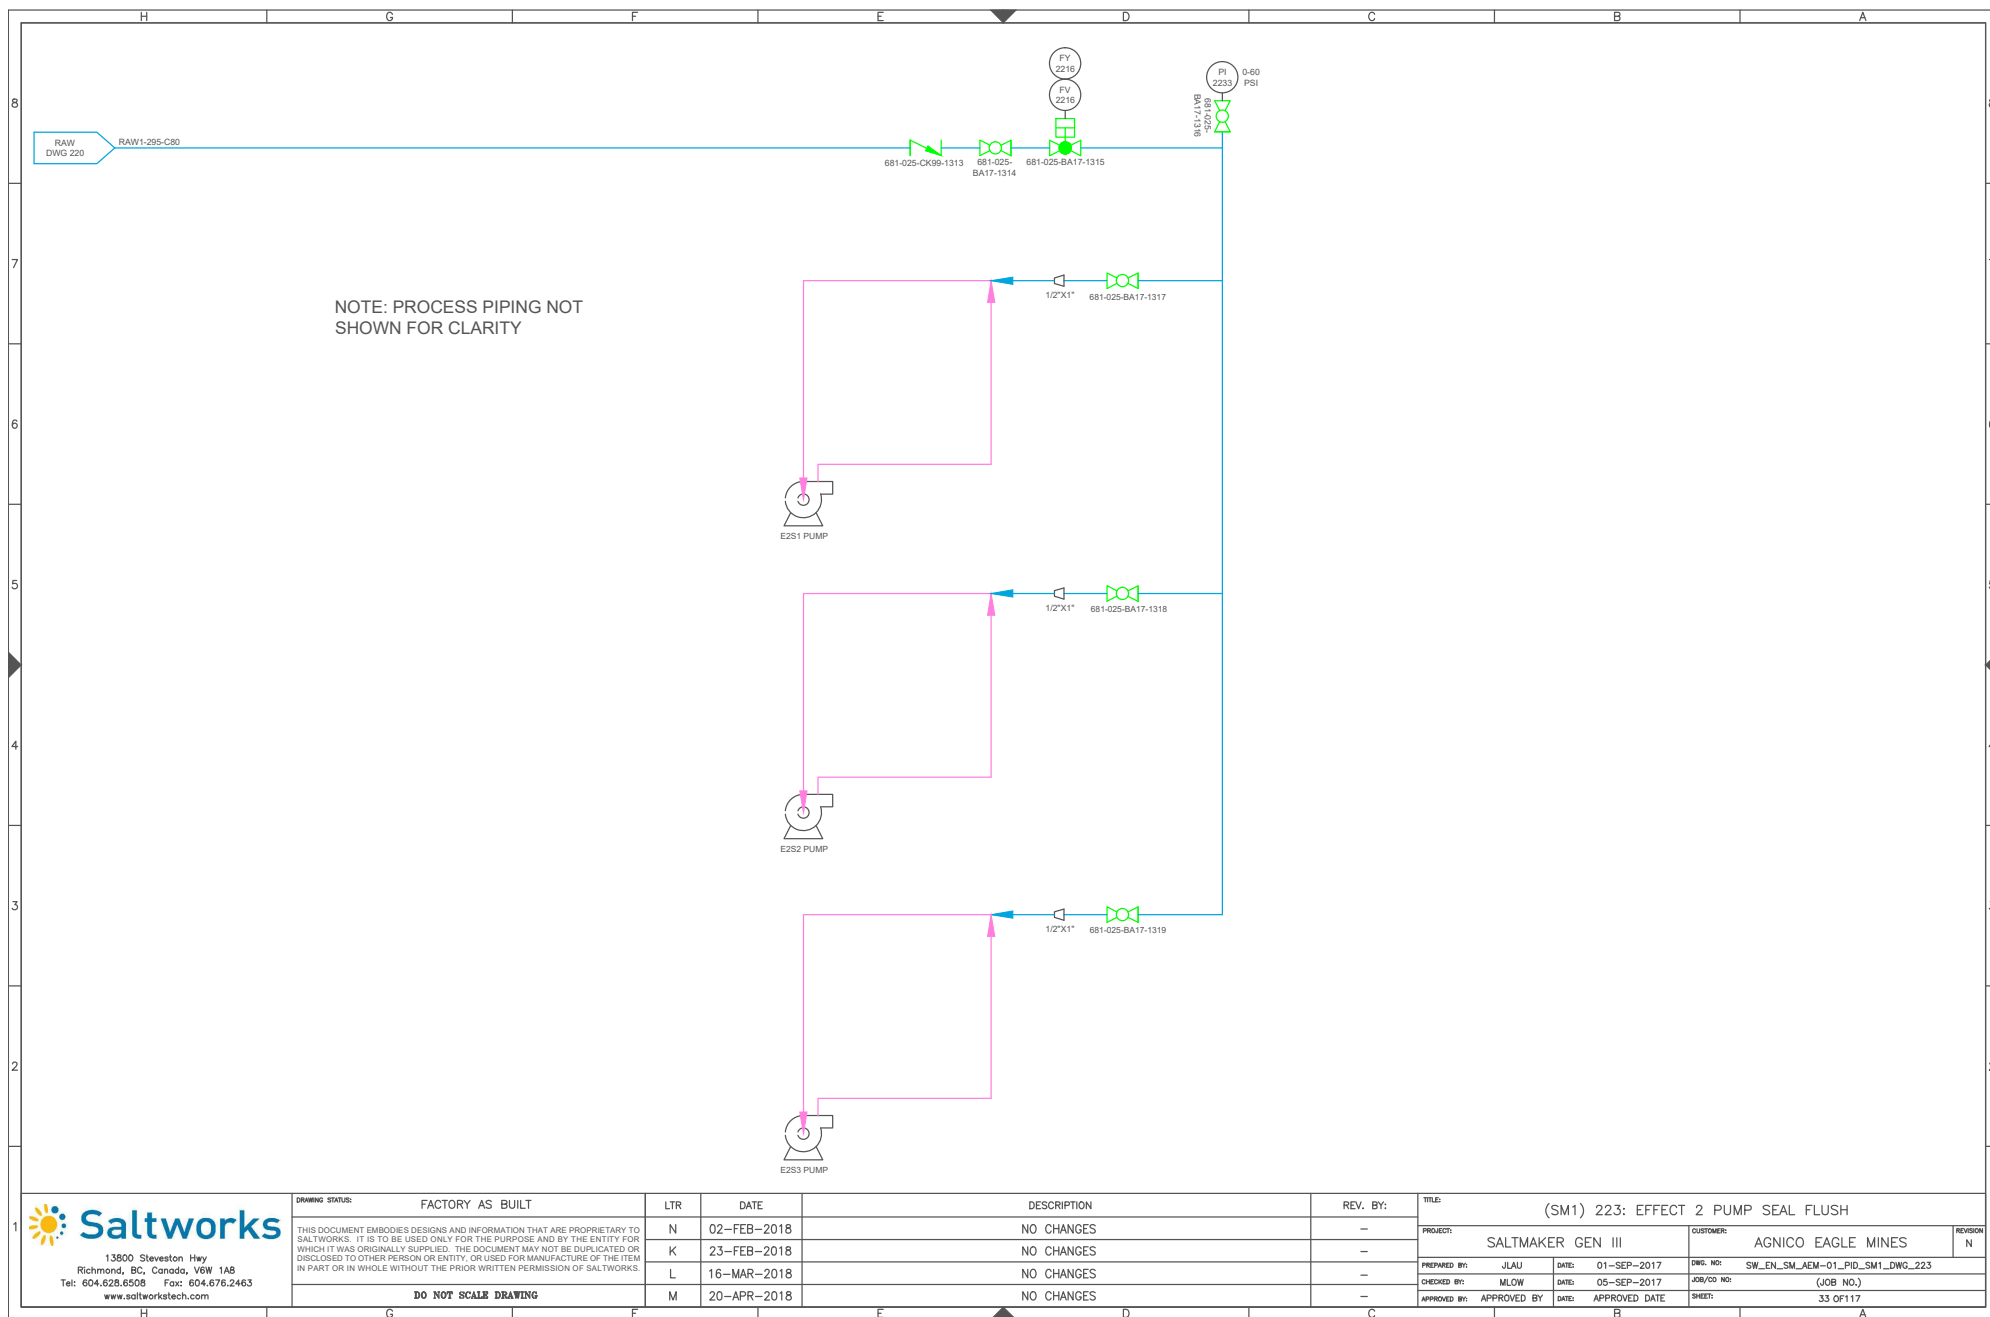 H G F E D C B A
FY
2216
FV
2216
PI
2233
0-60
PSI
681-025-
BA17-1316
8
RAW
DWG 220
RAW1-295-C80
681-025-CK99-1313
681-025-
BA17-1314
681-025-BA17-1315
7
NOTE: PROCESS PIPING NOT
SHOWN FOR CLARITY
1/2"X1"
681-025-BA17-1317
6
E2S1 PUMP
5
1/2"X1"
681-025-BA17-1318
4
E2S2 PUMP
3
1/2"X1"
681-025-BA17-1319
2
E2S3 PUMP
1
Saltworks
13800 Steveston Hwy
Richmond, BC, Canada, V6W 1A8
Tel: 604.628.6508 Fax: 604.676.2463
www.saltworkstech.com
DRAWING STATUS:
FACTORY AS BUILT
THIS DOCUMENT EMBODIES DESIGNS AND INFORMATION THAT ARE PROPRIETARY TO
SALTWORKS. IT IS TO BE USED ONLY FOR THE PURPOSE AND BY THE ENTITY FOR
WHICH IT WAS ORIGINALLY SUPPLIED. THE DOCUMENT MAY NOT BE DUPLICATED OR
DISCLOSED TO OTHER PERSON OR ENTITY, OR USED FOR MANUFACTURE OF THE ITEM
IN PART OR IN WHOLE WITHOUT THE PRIOR WRITTEN PERMISSION OF SALTWORKS.
DO NOT SCALE DRAWING
LTR DATE DESCRIPTION REV. BY:
N 02-FEB-2018 NO CHANGES -
K 23-FEB-2018 NO CHANGES -
L 16-MAR-2018 NO CHANGES -
M 20-APR-2018 NO CHANGES -
TITLE:
(SM1) 223: EFFECT 2 PUMP SEAL FLUSH
PROJECT:
SALTMAKER GEN III
CUSTOMER:
AGNICO EAGLE MINES
REVISION
N
PREPARED BY: JLAU DATE: 01-SEP-2017 DWG. NO: SW_EN_SM_AEM-01_PID_SM1_DWG_223
CHECKED BY: MLOW DATE: 05-SEP-2017 JOB/CO NO: (JOB NO.)
APPROVED BY: APPROVED BY DATE: APPROVED DATE SHEET: 33 OF117
H G F E D C B A